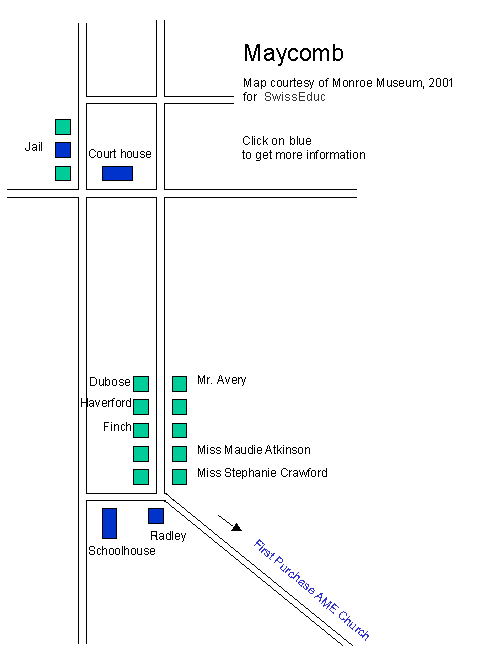 Maycomb
Map courtesy of Monroe Museum, 2001
for SwissEduc
Click on blue
to get more information
Jail
Court house
Dubose
Mr. Avery
Haverford
Finch
Miss Maudie Atkinson
Miss Stephanie Crawford
Radley
Schoolhouse
First Purchase AME Church